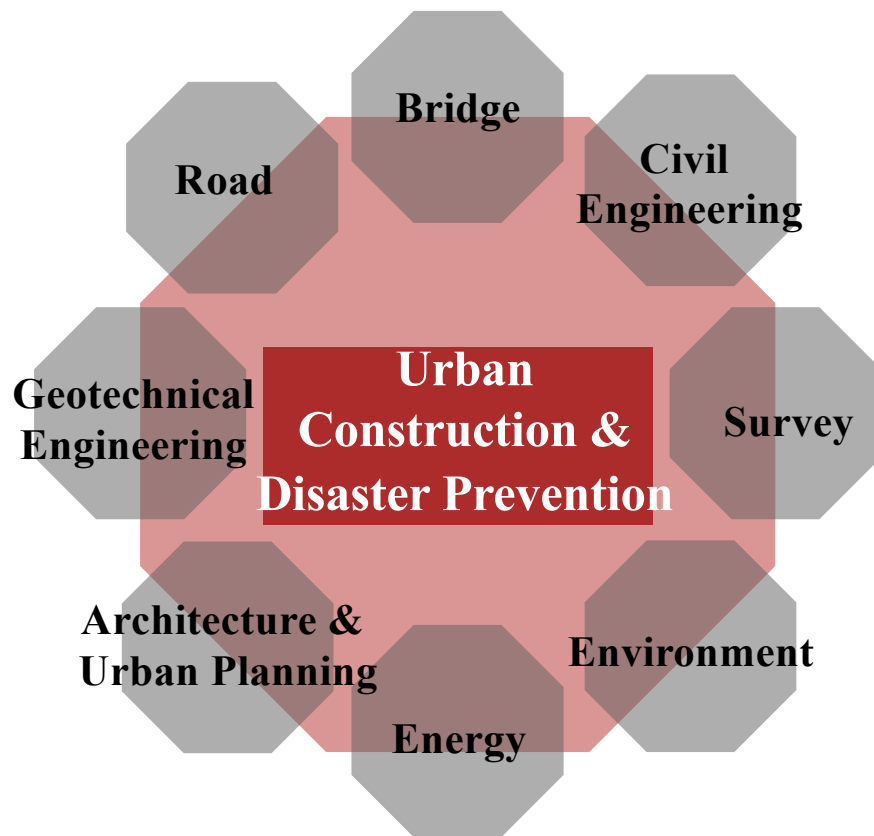 Bridge
Civil
Engineering
Road
Urban
Construction &
Disaster Prevention
Geotechnical
Engineering
Survey
Architecture &
Urban Planning
Environment
Energy